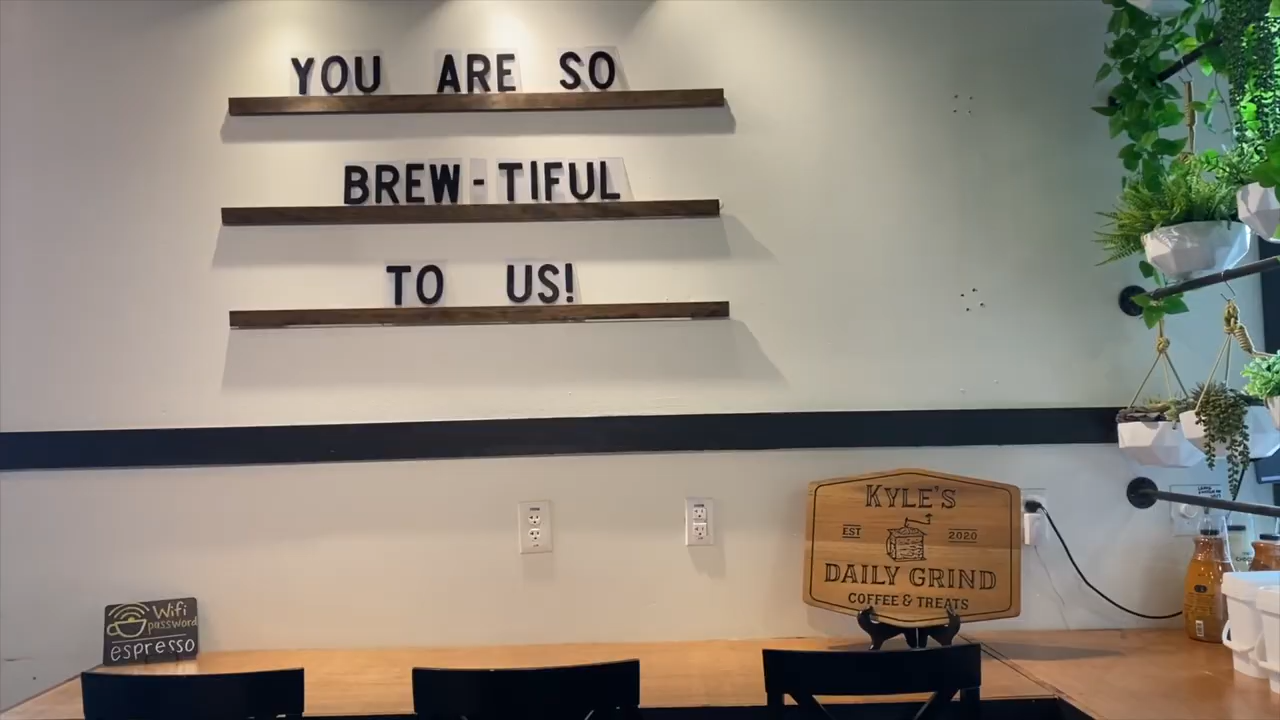 YOU ARE SO
BREW-TIFUL
TO US!
KYLE'S
EST 2020
DAILY GRIND
COFFEE & TREATS
Wifi
password
espresso